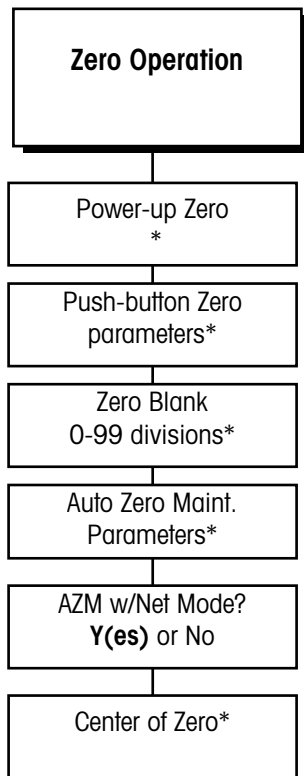 Zero Operation
Power-up Zero
*
Push-button Zero
parameters*
Zero Blank
0-99 divisions*
Auto Zero Maint.
Parameters*
AZM w/Net Mode?
Y(es) or No
Center of Zero*